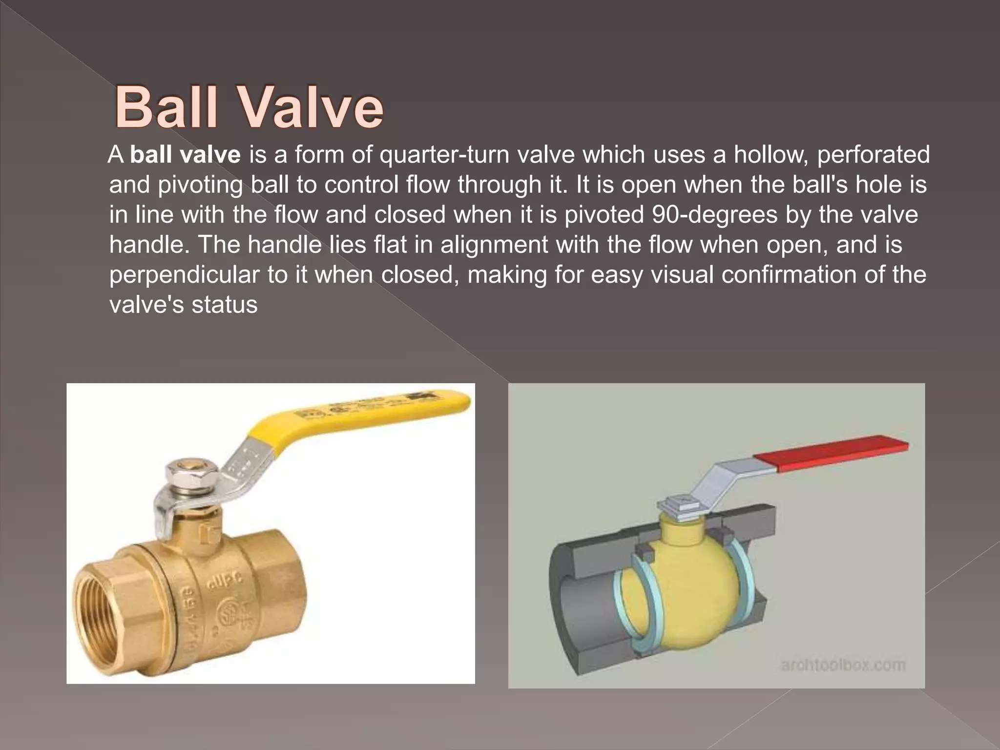 Ball Valve
A ball valve is a form of quarter-turn valve which uses a hollow, perforated
and pivoting ball to control flow through it. It is open when the ball's hole is
in line with the flow and closed when it is pivoted 90-degrees by the valve
handle. The handle lies flat in alignment with the flow when open, and is
perpendicular to it when closed, making for easy visual confirmation of the
valve's status
cUPC
archtoolbox.com